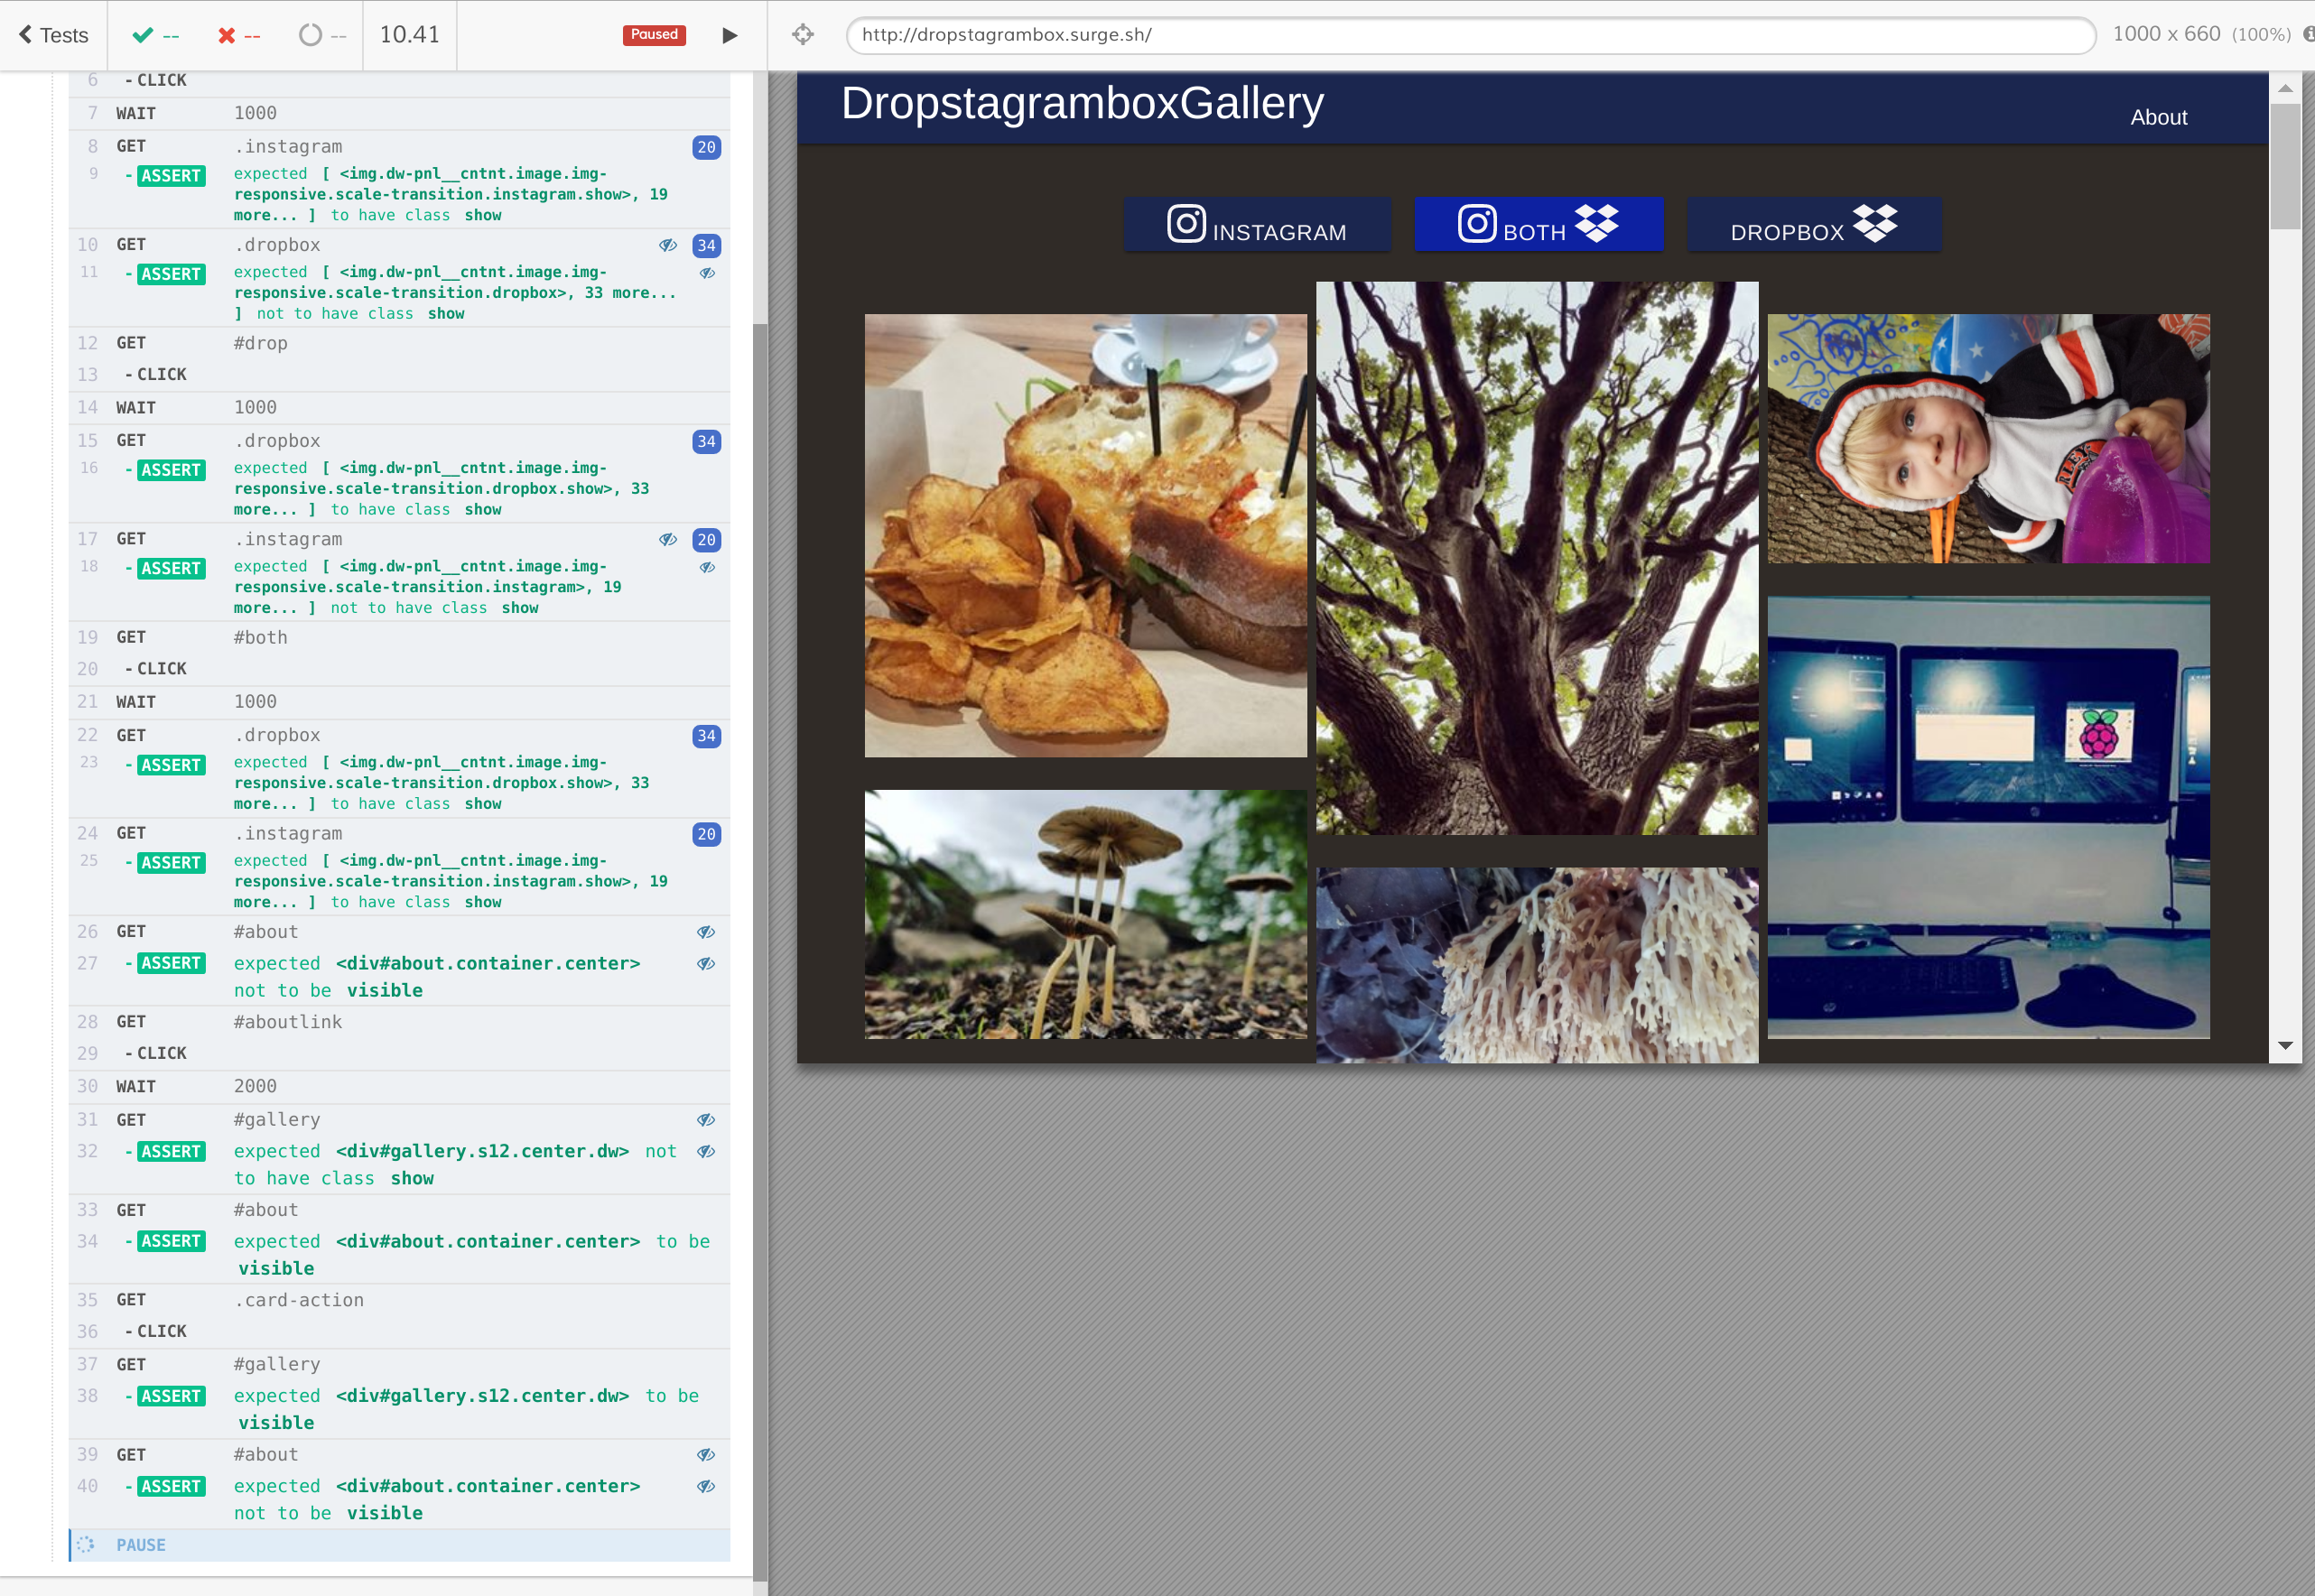 Tests -- -- -- 10.41 Paused http://dropstagrambox.surge.sh/ 1000 x 660 (100%)
6 - CLICK
7 WAIT 1000
8 GET .instagram 20
9 - ASSERT expected [ <img.dw-pnl__cntnt.image.img-
responsive.scale-transition.instagram.show>, 19
more... ] to have class show
10 GET .dropbox 34
11 - ASSERT expected [ <img.dw-pnl__cntnt.image.img-
responsive.scale-transition.dropbox>, 33 more...
] not to have class show
12 GET #drop
13 - CLICK
14 WAIT 1000
15 GET .dropbox 34
16 - ASSERT expected [ <img.dw-pnl__cntnt.image.img-
responsive.scale-transition.dropbox.show>, 33
more... ] to have class show
17 GET .instagram 20
18 - ASSERT expected [ <img.dw-pnl__cntnt.image.img-
responsive.scale-transition.instagram>, 19
more... ] not to have class show
19 GET #both
20 - CLICK
21 WAIT 1000
22 GET .dropbox 34
23 - ASSERT expected [ <img.dw-pnl__cntnt.image.img-
responsive.scale-transition.dropbox.show>, 33
more... ] to have class show
24 GET .instagram 20
25 - ASSERT expected [ <img.dw-pnl__cntnt.image.img-
responsive.scale-transition.instagram.show>, 19
more... ] to have class show
26 GET #about
27 - ASSERT expected <div#about.container.center>
not to be visible
28 GET #aboutlink
29 - CLICK
30 WAIT 2000
31 GET #gallery
32 - ASSERT expected <div#gallery.s12.center.dw> not
to have class show
33 GET #about
34 - ASSERT expected <div#about.container.center> to be
visible
35 GET .card-action
36 - CLICK
37 GET #gallery
38 - ASSERT expected <div#gallery.s12.center.dw> to be
visible
39 GET #about
40 - ASSERT expected <div#about.container.center>
not to be visible
PAUSE
DropstagramboxGallery
About
INSTAGRAM
BOTH
DROPBOX